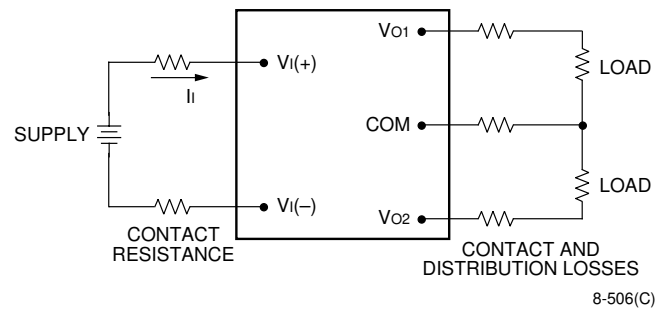 VO1
VI(+)
LOAD
II
SUPPLY
COM
LOAD
VI(–)
VO2
CONTACT
RESISTANCE
CONTACT AND
DISTRIBUTION LOSSES
8-506(C)